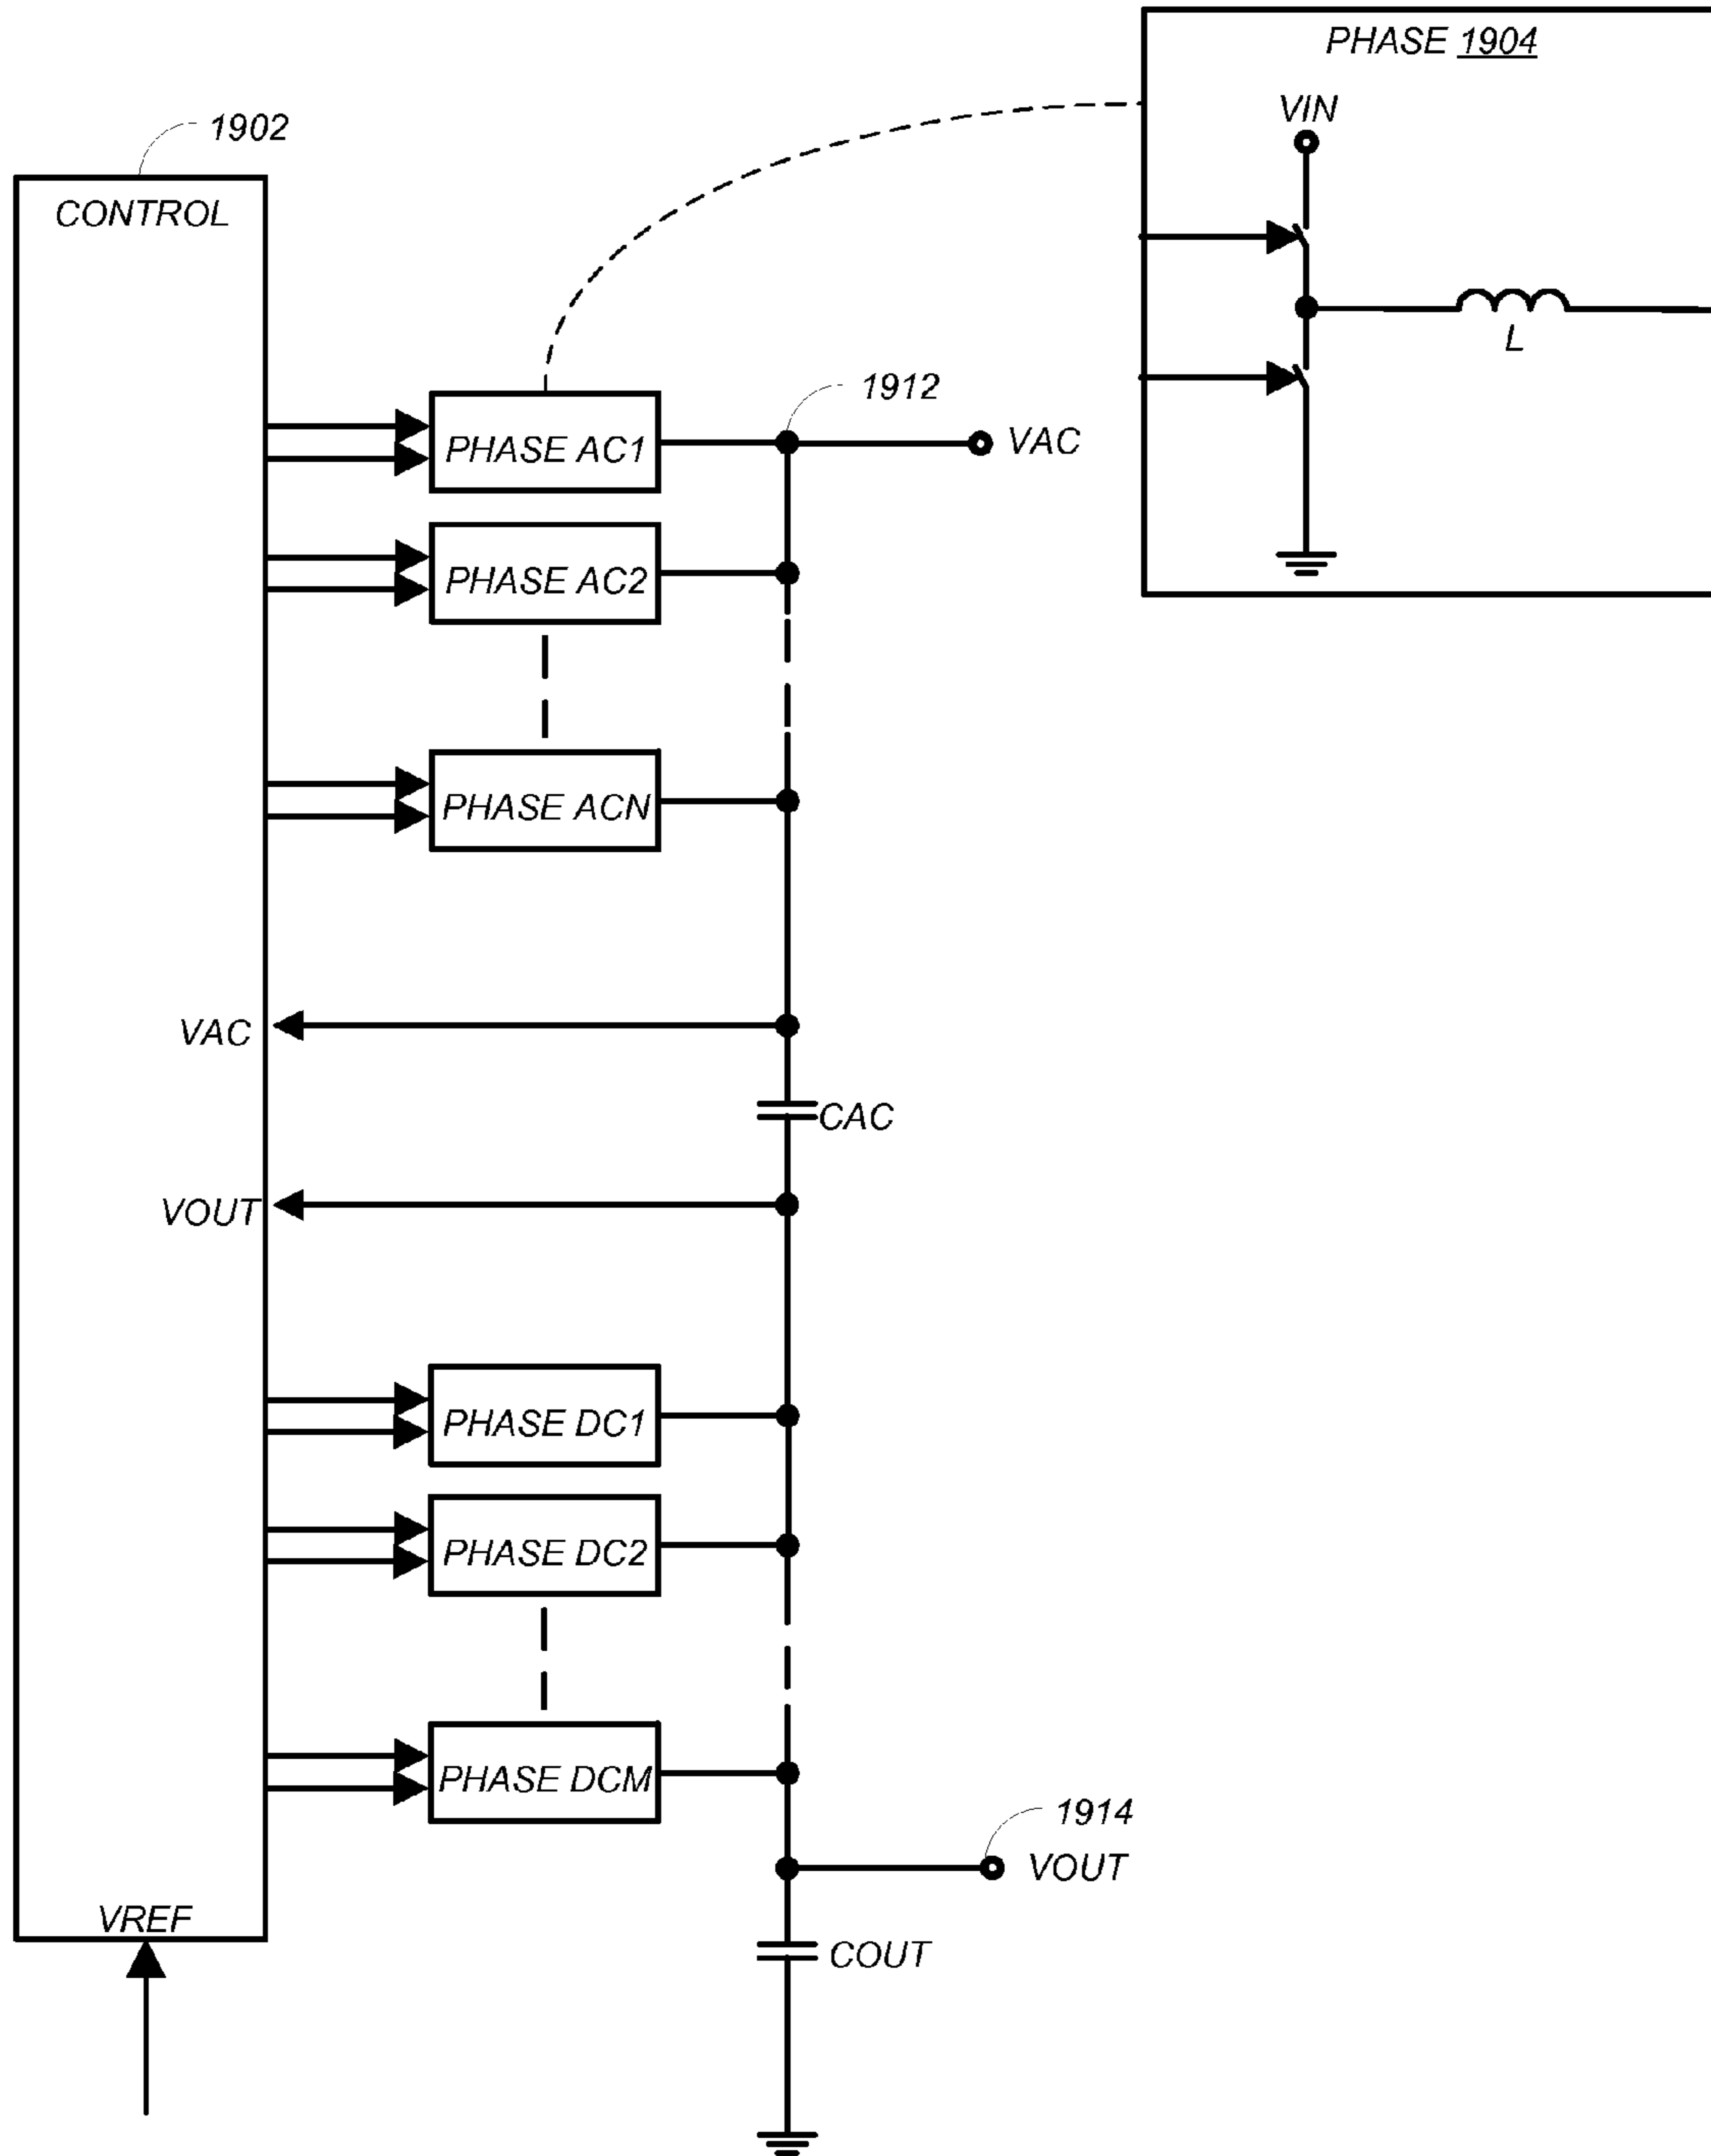 PHASE 1904
VIN
L
1902
CONTROL
PHASE AC1
1912
VAC
PHASE AC2
PHASE ACN
VAC
CAC
VOUT
PHASE DC1
PHASE DC2
PHASE DCM
1914
VOUT
VREF
COUT